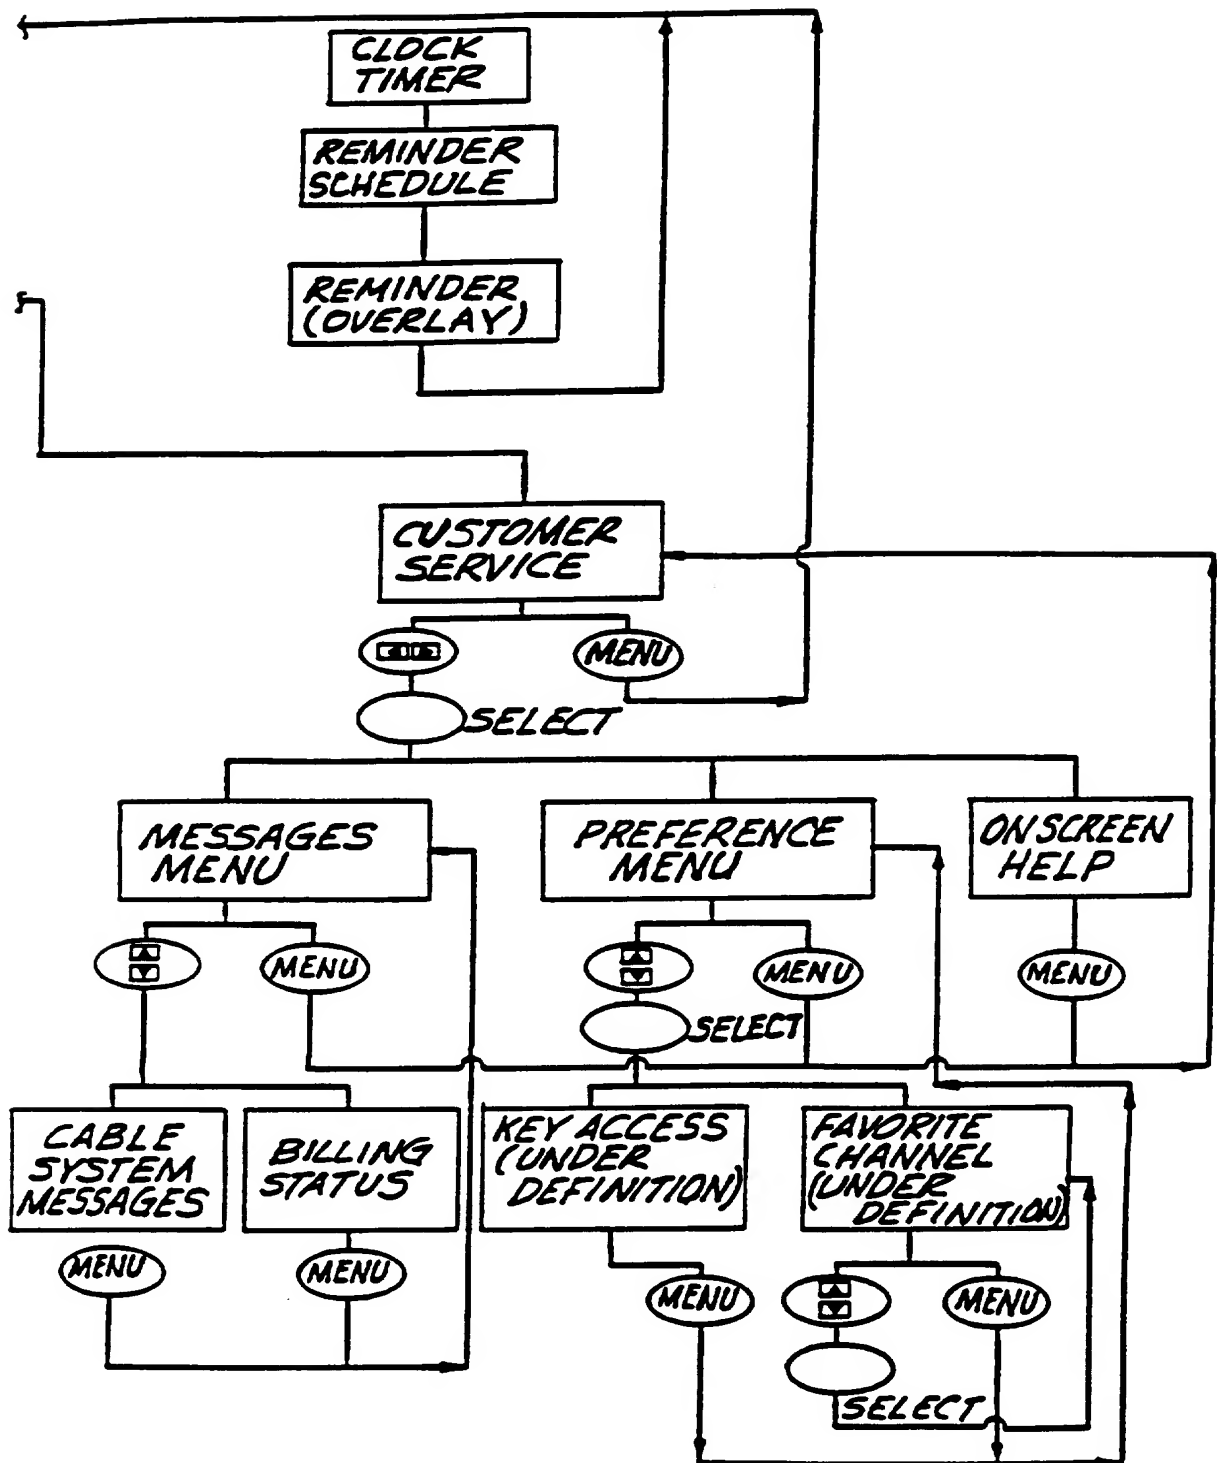 CLOCK
TIMER
REMINDER
SCHEDULE
REMINDER
(OVERLAY)
CUSTOMER
SERVICE
MENU
SELECT
MESSAGES
MENU
PREFERENCE
MENU
ON SCREEN
HELP
MENU
MENU
MENU
SELECT
CABLE
SYSTEM
MESSAGES
BILLING
STATUS
KEY ACCESS
(UNDER
DEFINITION)
FAVORITE
CHANNEL
(UNDER
DEFINITION)
MENU
MENU
MENU
MENU
SELECT